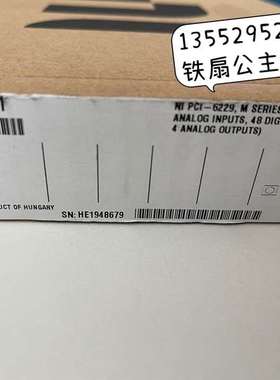 13552952
铁扇公主
NI PCI-6229, M SERIES
ANALOG INPUTS, 48 DIG
4 ANALOG OUTPUTS)
SN: HE1948679
UCT OF HUNGARY